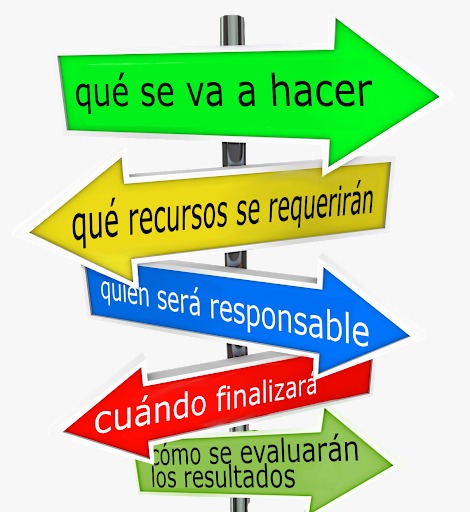 qué se va a hacer
qué recursos se requerirán
quién será responsable
cuándo finalizará
cómo se evaluarán
los resultados